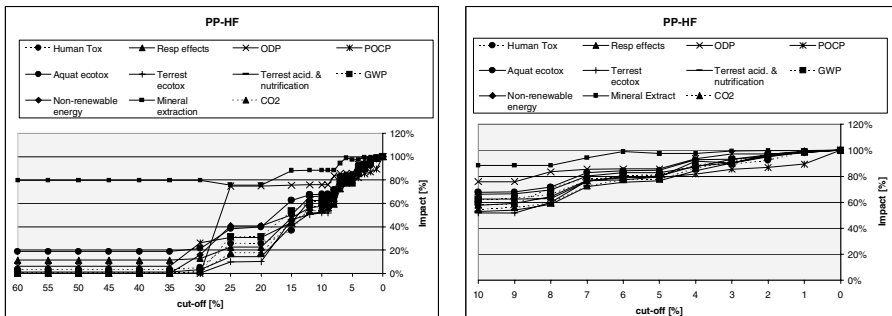 PP-HF
Human Tox Resp effects ODP POCP
Aquat ecotox Terrest ecotox Terrest acid. & nutrification GWP
Non-renewable energy Mineral extraction CO2
120%
100%
80%
60%
40%
20%
0%
Impact [%]
60 55 50 45 40 35 30 25 20 15 10 5 0
cut-off [%]
PP-HF
Human Tox Resp effects ODP POCP
Aquat ecotox Terrest ecotox Terrest acid. & nutrification GWP
Non-renewable energy Mineral Extract CO2
120%
100%
80%
60%
40%
20%
0%
Impact [%]
10 9 8 7 6 5 4 3 2 1 0
cut-off [%]